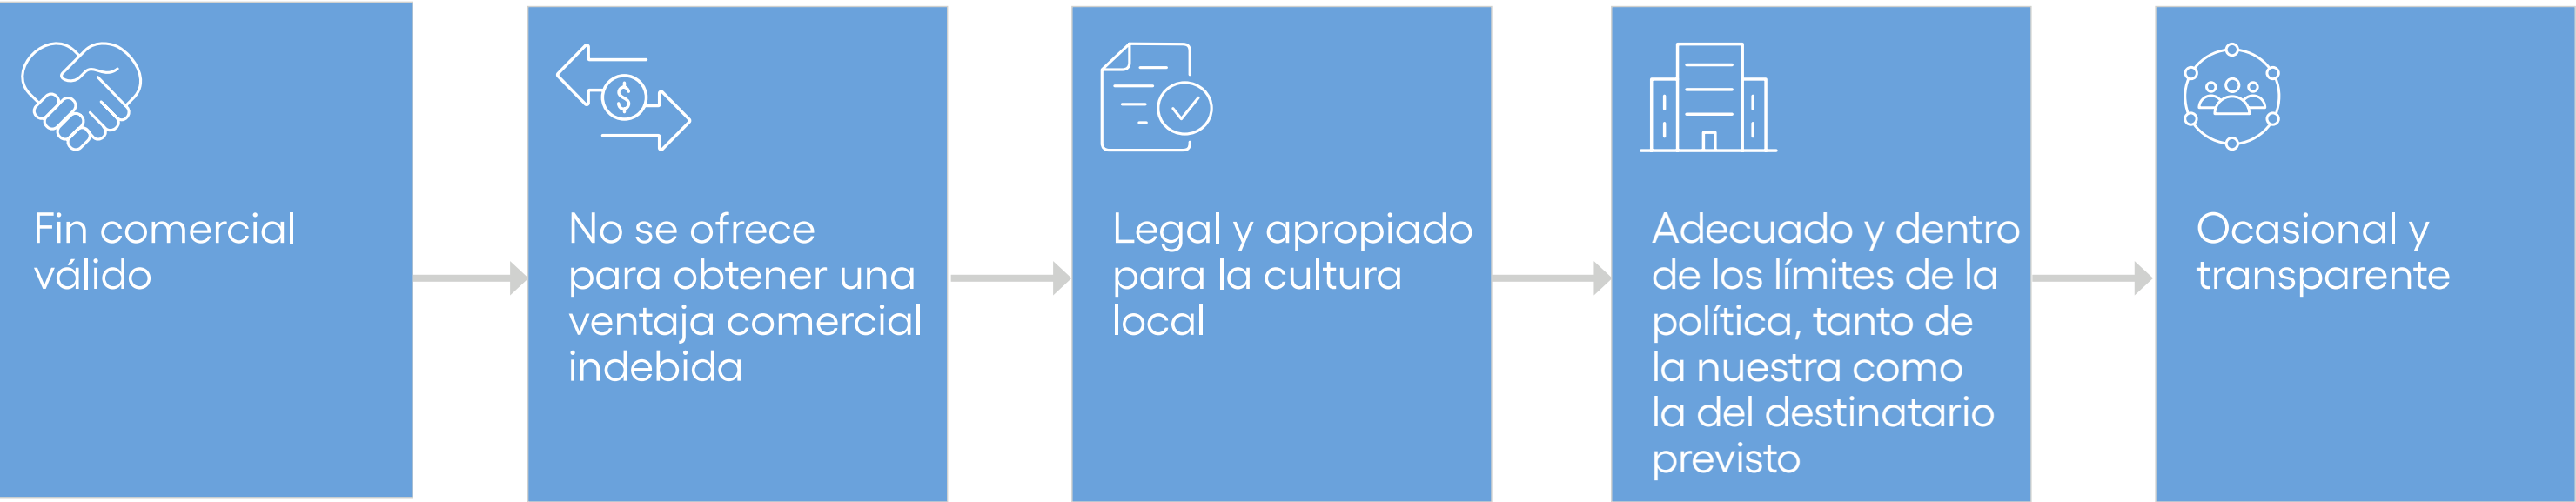 Fin comercial
válido
No se ofrece
para obtener una
ventaja comercial
indebida
Legal y apropiado
para la cultura
local
Adecuado y dentro
de los límites de la
política, tanto de
la nuestra como
la del destinatario
previsto
Ocasional y
transparente